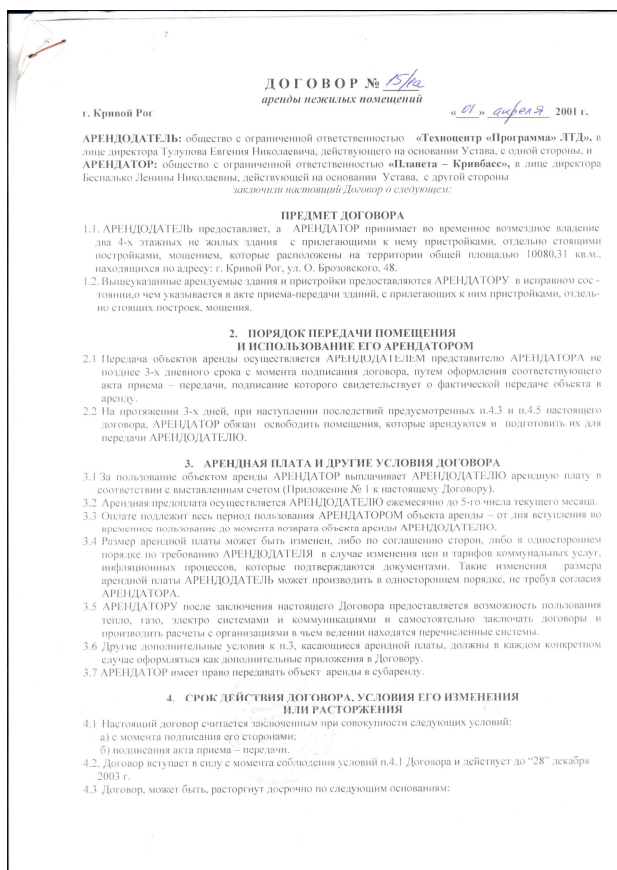 Д О Г О В О Р № 15/на
аренды нежилых помещений
г. Кривой Рог « 01 » апреля 2001 г.
АРЕНДОДАТЕЛЬ: общество с ограниченной ответственностью «Техноцентр «Программа» ЛТД», в
лице директора Тулупова Евгения Николаевича, действующего на основании Устава, с одной стороны, и
АРЕНДАТОР: общество с ограниченной ответственностью «Планета – Кривбасс», в лице директора
Беспалько Ленины Николаевны, действующей на основании Устава, с другой стороны
заключили настоящий Договор о следующем:
ПРЕДМЕТ ДОГОВОРА
1.1. АРЕНДОДАТЕЛЬ предоставляет, а АРЕНДАТОР принимает во временное возмездное владение
два 4-х этажных не жилых здания с прилегающими к нему пристройками, отдельно стоящими
постройками, мощением, которые расположены на территории общей площадью 10080,31 кв.м.,
находящихся по адресу: г. Кривой Рог, ул. О. Брозовского, 48.
1.2. Вышеуказанные арендуемые здания и пристройки предоставляются АРЕНДАТОРУ в исправном сос -
тоянии,о чем указывается в акте приема-передачи зданий, с прилегающих к ним пристройками, отдель-
но стоящих построек, мощения.
2. ПОРЯДОК ПЕРЕДАЧИ ПОМЕЩЕНИЯ
И ИСПОЛЬЗОВАНИЕ ЕГО АРЕНДАТОРОМ
2.1 Передача объектов аренды осуществляется АРЕНДОДАТЕЛЕМ представителю АРЕНДАТОРА не
позднее 3-х дневного срока с момента подписания договора, путем оформления соответствующего
акта приема – передачи, подписание которого свидетельствует о фактической передаче объекта в
аренду.
2.2 На протяжении 3-х дней, при наступлении последствий предусмотренных п.4.3 и п.4.5 настоящего
договора, АРЕНДАТОР обязан освободить помещения, которые арендуются и подготовить их для
передачи АРЕНДОДАТЕЛЮ.
3. АРЕНДНАЯ ПЛАТА И ДРУГИЕ УСЛОВИЯ ДОГОВОРА
3.1 За пользование объектом аренды АРЕНДАТОР выплачивает АРЕНДОДАТЕЛЮ арендную плату в
соответствии с выставленным счетом (Приложение № 1 к настоящему Договору).
3.2 Арендная предоплата осуществляется АРЕНДОДАТЕЛЮ ежемесячно до 5-го числа текущего месяца.
3.3 Оплате подлежит весь период пользования АРЕНДАТОРОМ объекта аренды – от дня вступления во
временное пользование до момента возврата объекта аренды АРЕНДОДАТЕЛЮ.
3.4 Размер арендной платы может быть изменен, либо по соглашению сторон, либо в одностороннем
порядке по требованию АРЕНДОДАТЕЛЯ в случае изменения цен и тарифов коммунальных услуг,
инфляционных процессов, которые подтверждаются документами. Такие изменения размера
арендной платы АРЕНДОДАТЕЛЬ может производить в одностороннем порядке, не требуя согласия
АРЕНДАТОРА.
3.5 АРЕНДАТОРУ после заключения настоящего Договора предоставляется возможность пользования
тепло, газо, электро системами и коммуникациями и самостоятельно заключать договоры и
производить расчеты с организациями в чьем ведении находятся перечисленные системы.
3.6 Другие дополнительные условия к п.3, касающиеся арендной платы, должны в каждом конкретном
случае оформляться как дополнительные приложения к Договору.
3.7 АРЕНДАТОР имеет право передавать объект аренды в субаренду.
4. СРОК ДЕЙСТВИЯ ДОГОВОРА. УСЛОВИЯ ЕГО ИЗМЕНЕНИЯ
ИЛИ РАСТОРЖЕНИЯ
4.1 Настоящий договор считается заключенным при совокупности следующих условий:
а) с момента подписания его сторонами;
б) подписания акта приема – передачи.
4.2. Договор вступает в силу с момента соблюдения условий п.4.1 Договора и действует до “28” декабря
2003 г.
4.3 Договор, может быть, расторгнут досрочно по следующим основаниям: